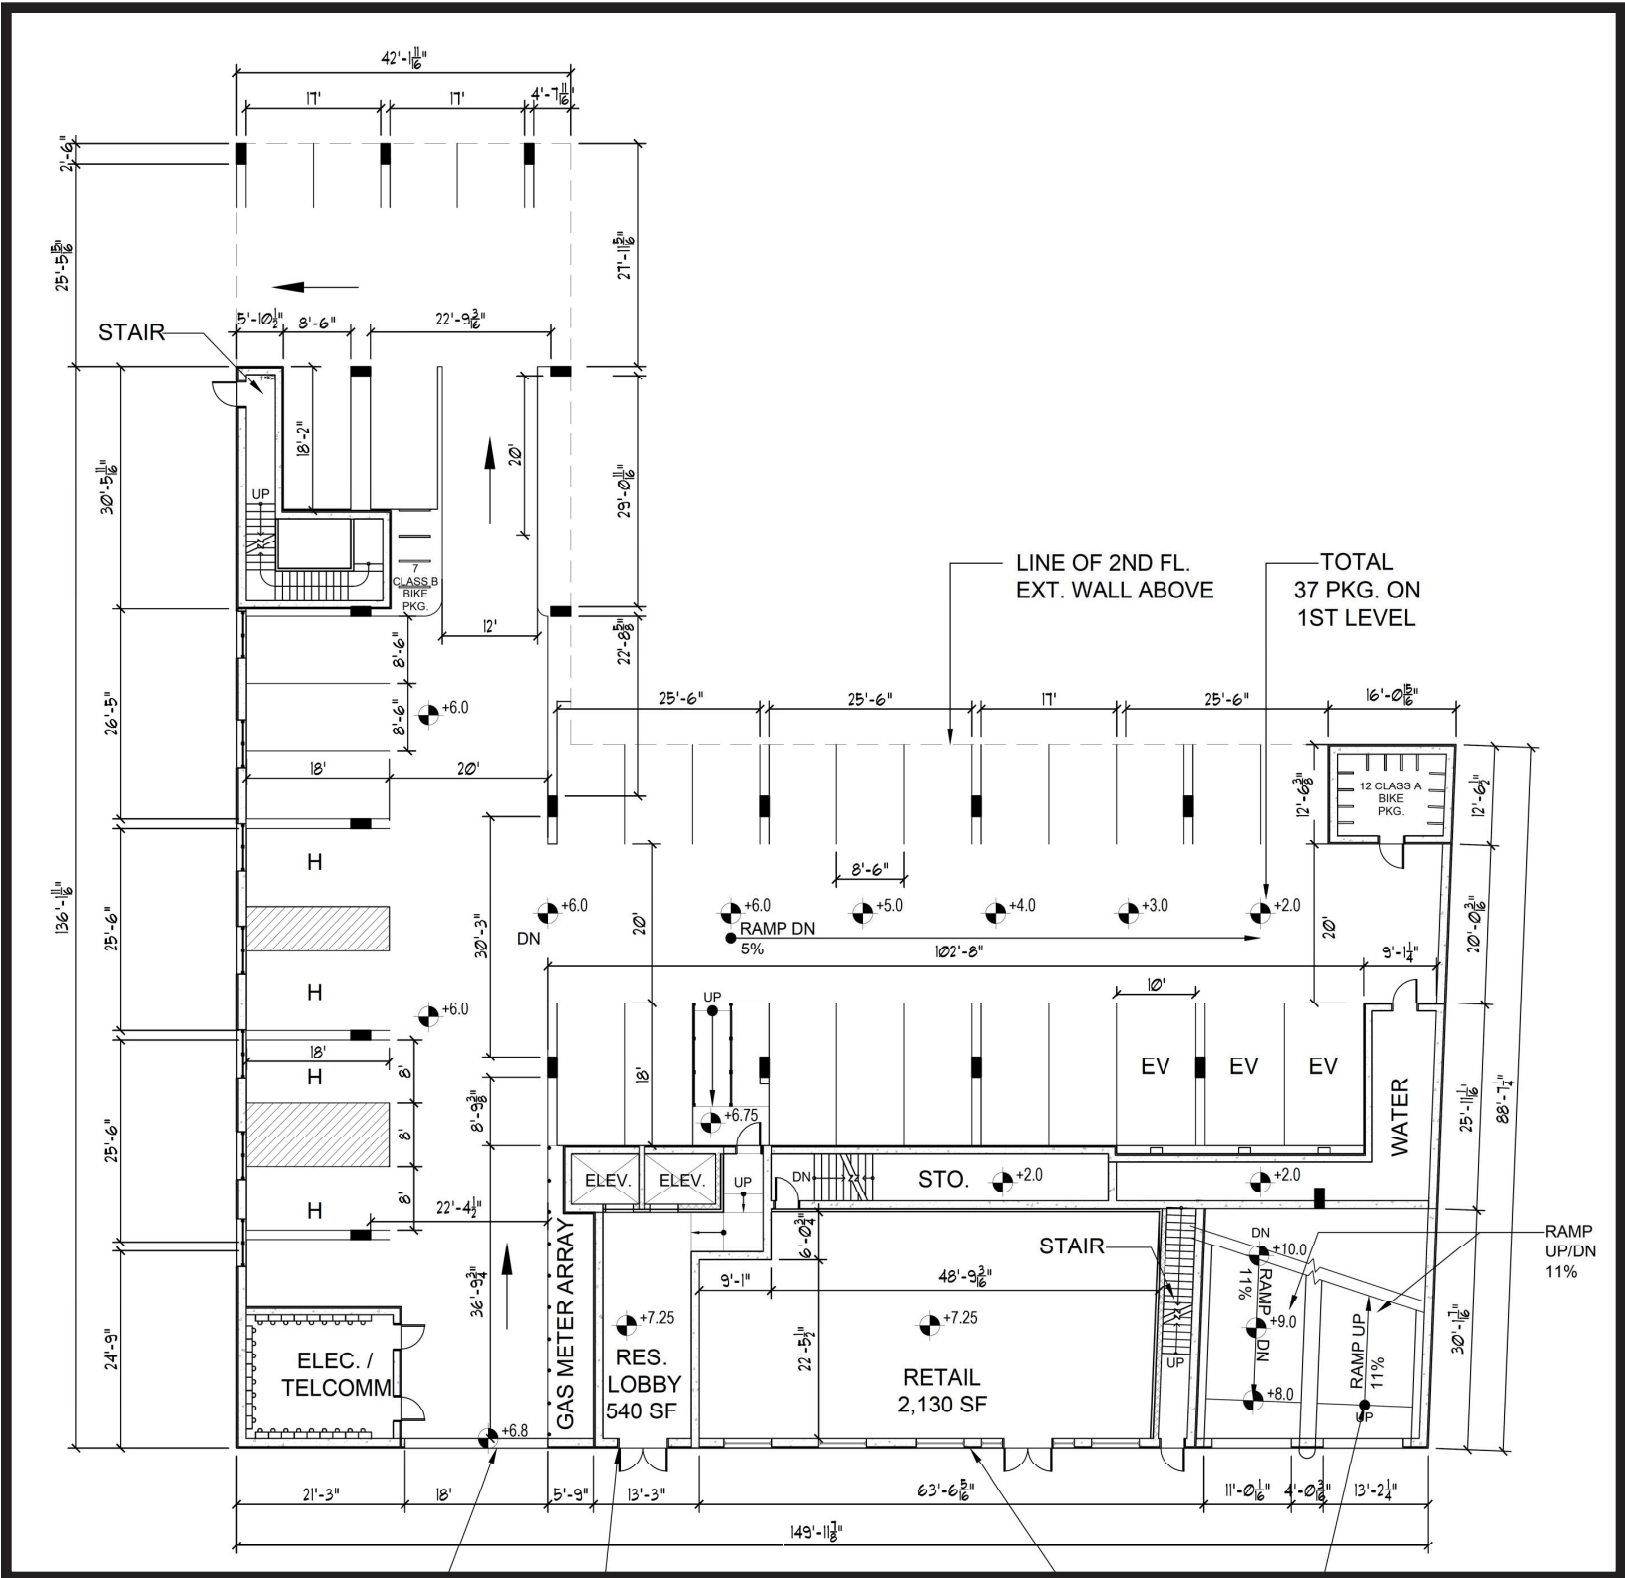 42'-1 11/16"
17'
17'
4'-7 11/16"
2'-6"
25'-5 5/16"
27'-11 5/16"
5'-10 1/2"
8'-6"
22'-9 3/16"
STAIR
18'-2"
20'
30'-5 11/16"
29'-0 11/16"
UP
7
CLASS B
BIKE
PKG.
12'
LINE OF 2ND FL.
EXT. WALL ABOVE
TOTAL
37 PKG. ON
1ST LEVEL
8'-6"
8'-6"
22'-8 5/8"
26'-5"
+6.0
25'-6"
25'-6"
17'
25'-6"
16'-0 15/16"
18'
20'
12'-6 3/8"
12 CLASS A
BIKE
PKG.
12'-6 1/2"
H
8'-6"
136'-1 11/16"
25'-6"
30'-3"
+6.0
DN
20'
+6.0
+5.0
+4.0
+3.0
+2.0
RAMP DN
5%
102'-8"
20'
9'-1 1/4"
20'-0 3/16"
H
+6.0
UP
10'
18'
H
8'
8'
8'
8'-9 3/8"
18'
EV
EV
EV
WATER
25'-11 1/16"
88'-7 1/4"
+6.75
25'-6"
H
22'-4 1/2"
ELEV.
ELEV.
UP
DN
STO.
+2.0
+2.0
6'-0 3/4"
STAIR
DN
+10.0
RAMP
UP/DN
11%
36'-9 3/4"
GAS METER ARRAY
9'-1"
48'-9 3/16"
11%
RAMP DN
+9.0
RAMP UP
11%
30'-1 7/16"
24'-9"
ELEC. /
TELCOMM
+7.25
RES.
LOBBY
540 SF
22'-5 1/2"
+7.25
RETAIL
2,130 SF
UP
+8.0
UP
+6.8
21'-3"
18'
5'-9"
13'-3"
63'-6 5/16"
11'-0 1/16"
4'-0 3/16"
13'-2 1/4"
149'-11 7/8"